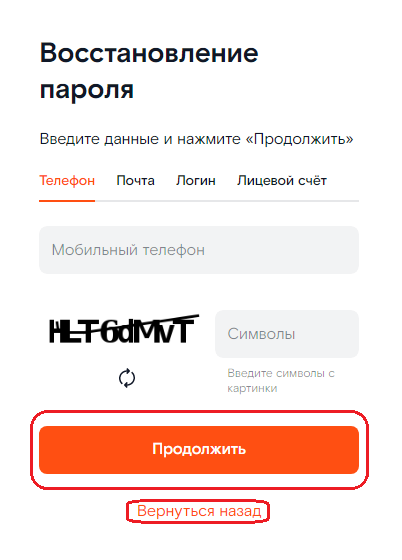 Восстановление
пароля
Введите данные и нажмите «Продолжить»
Телефон Почта Логин Лицевой счёт
Мобильный телефон
Символы
Введите символы с
картинки
Продолжить
Вернуться назад